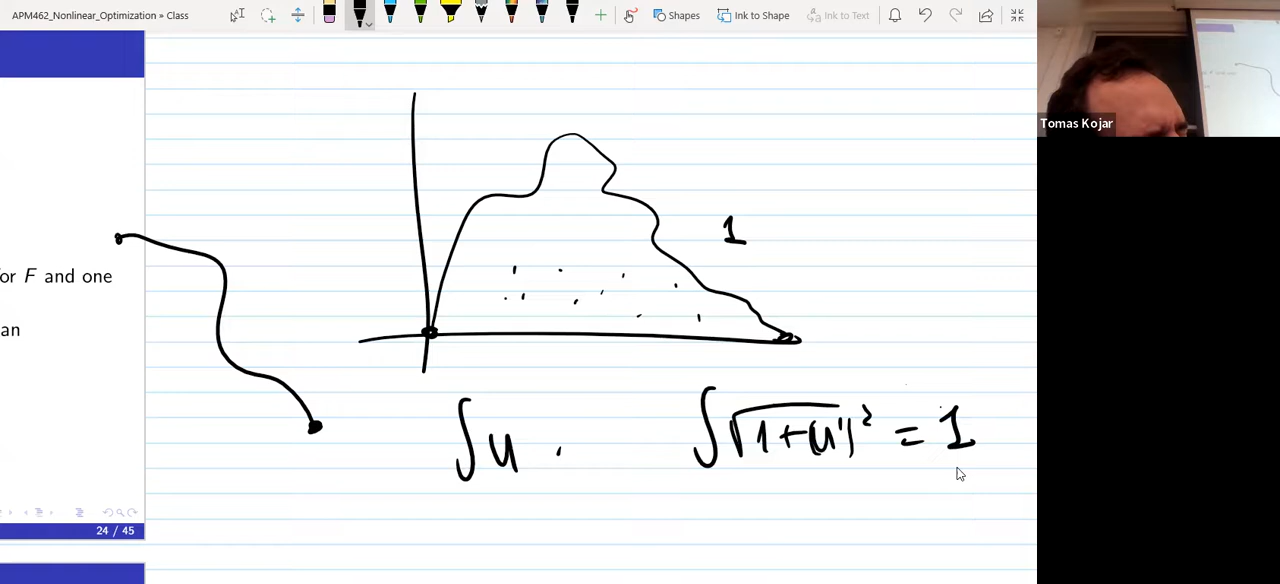 APM462_Nonlinear_Optimization » Class
Shapes
Ink to Shape
Ink to Text
Tomas Kojar
for F and one
an
1
∫u .
∫√1+(u')² = 1
24 / 45